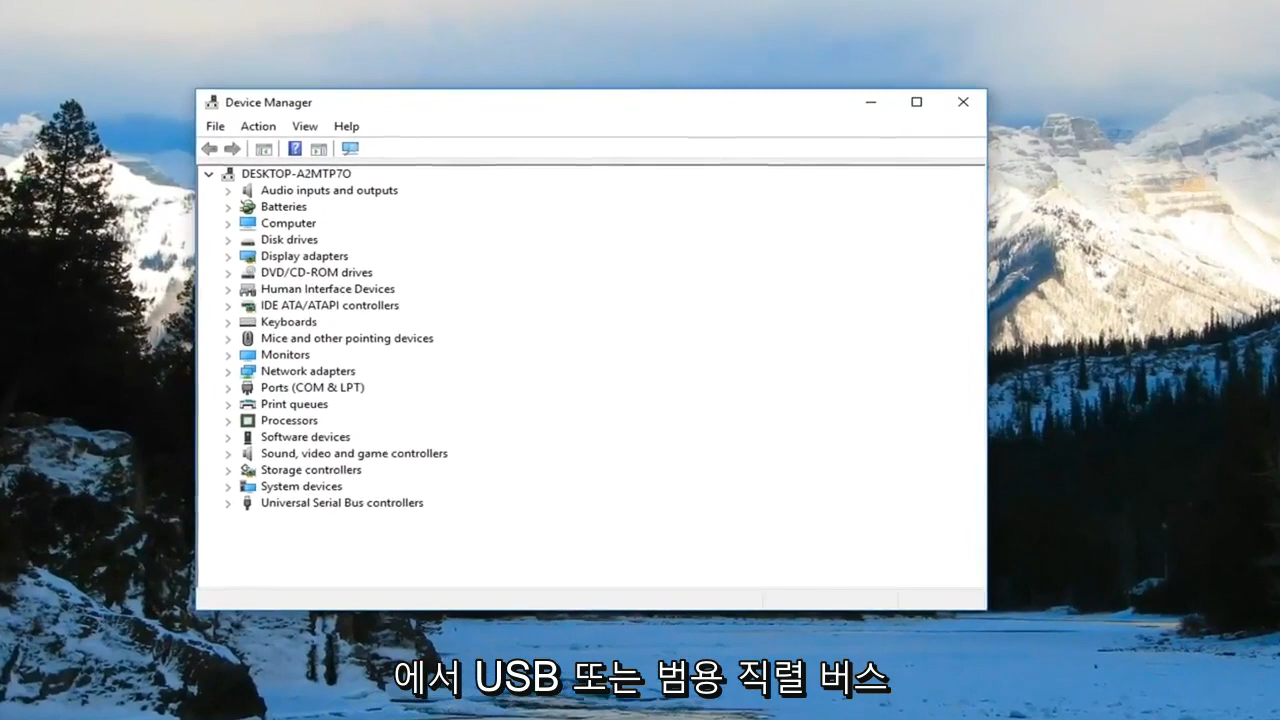 Device Manager
File Action View Help
DESKTOP-A2MTP7O
Audio inputs and outputs
Batteries
Computer
Disk drives
Display adapters
DVD/CD-ROM drives
Human Interface Devices
IDE ATA/ATAPI controllers
Keyboards
Mice and other pointing devices
Monitors
Network adapters
Ports (COM & LPT)
Print queues
Processors
Software devices
Sound, video and game controllers
Storage controllers
System devices
Universal Serial Bus controllers
에서 USB 또는 범용 직렬 버스